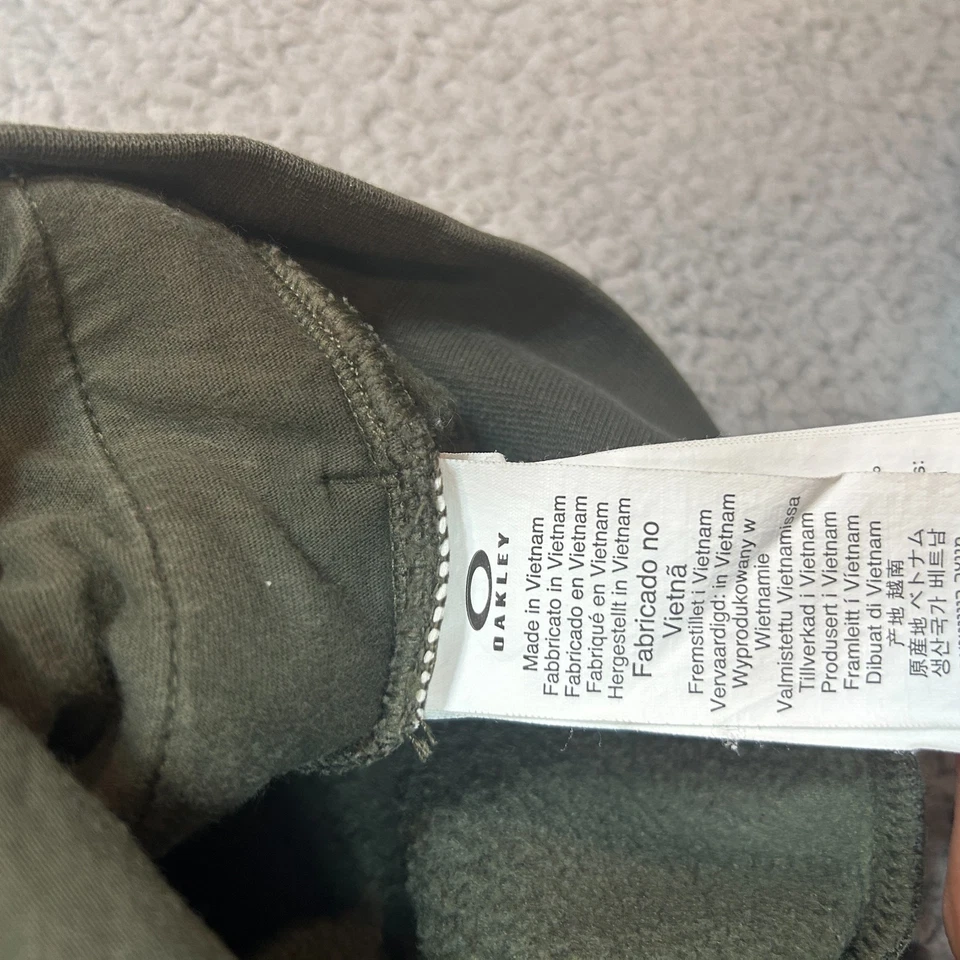 OAKLEY
Made in Vietnam
Fabbricato in Vietnam
Fabricado en Vietnam
Fabriqué en Vietnam
Hergestellt in Vietnam
Fabricado no
Vietnã
Fremstillet i Vietnam
Vervaardigd: in Vietnam
Wyprodukowany w
Wietnamie
Valmistettu Vietnamissa
Tillverkad i Vietnam
Produsert i Vietnam
Framleitt í Vietnam
Dibuat di Vietnam
产地 越南
原産地 ベトナム
생산국가 베트남